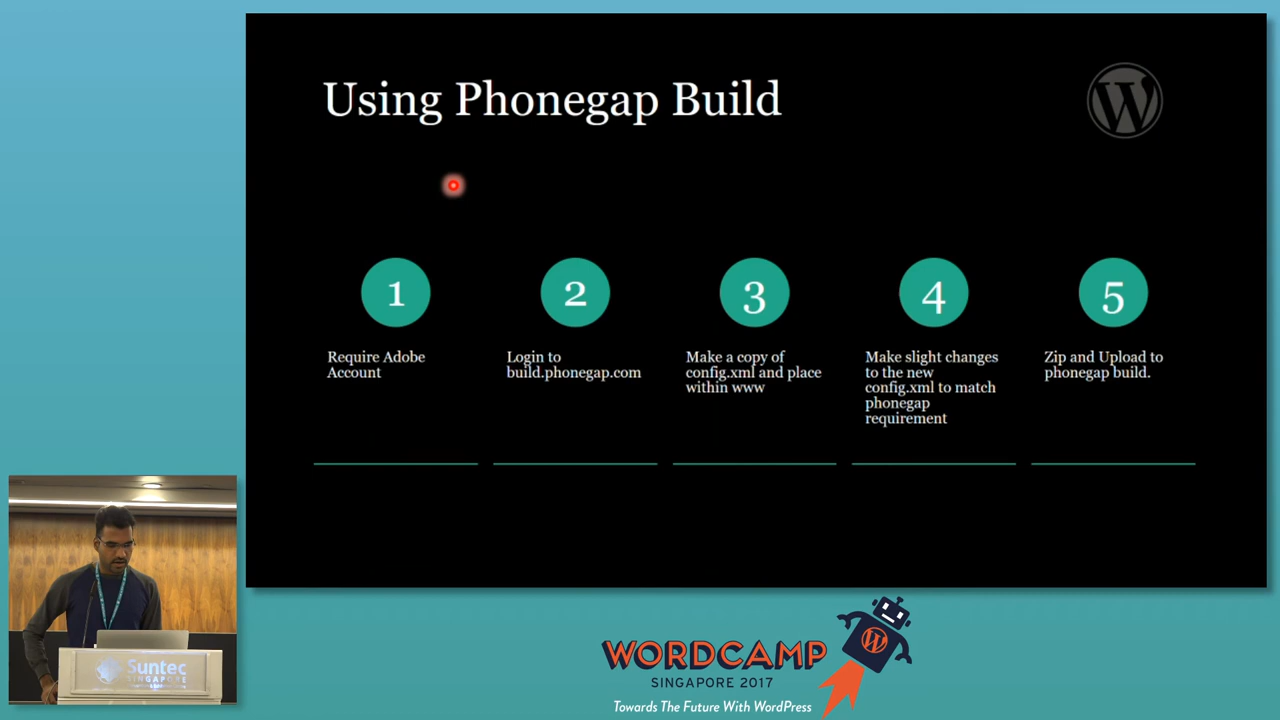 Using Phonegap Build
1
2
3
4
5
Require Adobe
Account
Login to
build.phonegap.com
Make a copy of
config.xml and place
within www
Make slight changes
to the new
config.xml to match
phonegap
requirement
Zip and Upload to
phonegap build.
Suntec
SINGAPORE
WORDCAMP
SINGAPORE 2017
Towards The Future With WordPress